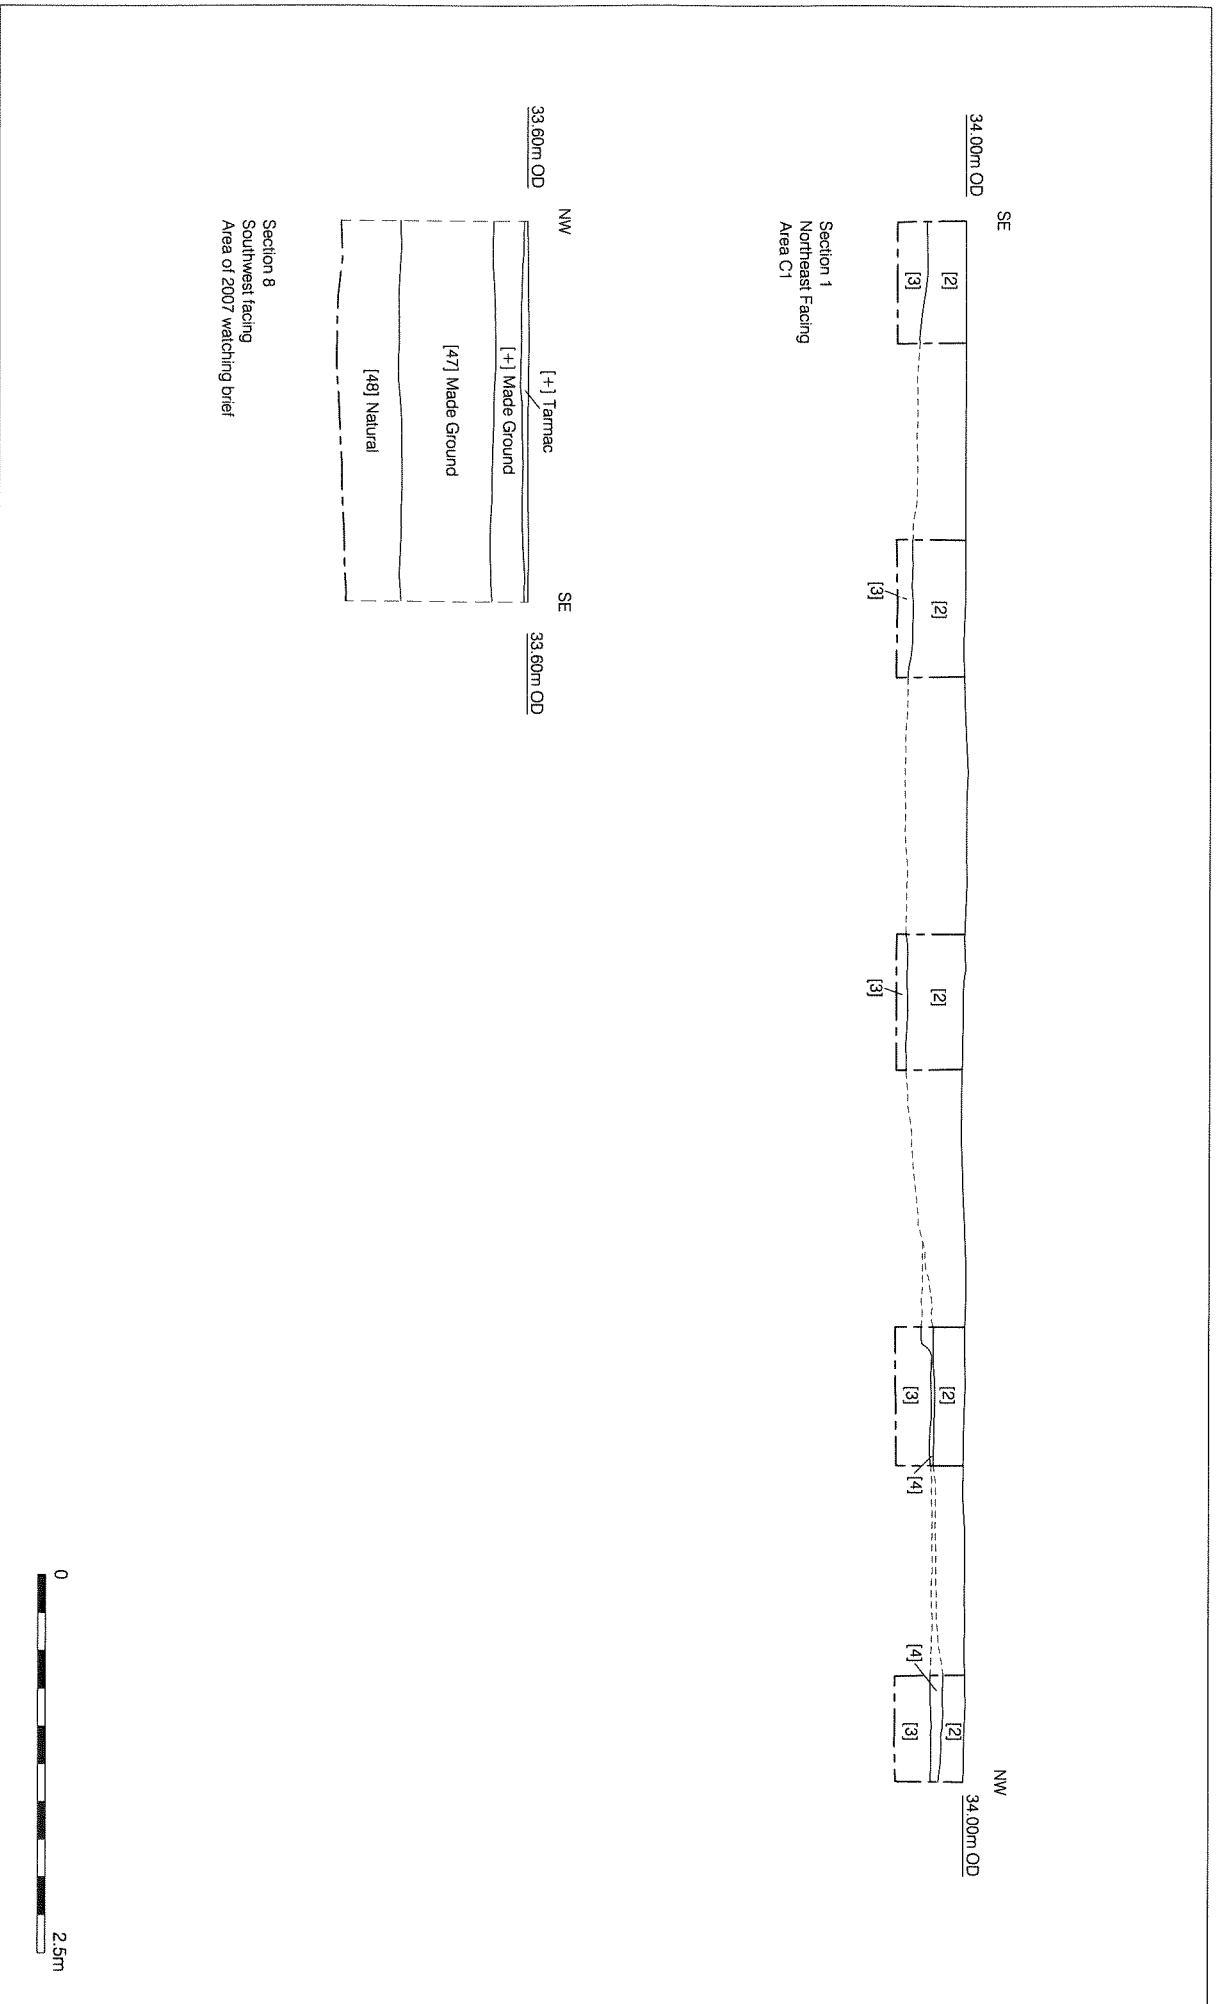 SE
NW
34.00m OD
34.00m OD
[2]
[2]
[2]
[2]
[2]
[3]
[3]
[3]
[4]
[3]
[4]
[3]
Section 1
Northeast Facing
Area C1
NW
SE
[+] Tarmac
33.60m OD
33.60m OD
[+] Made Ground
[47] Made Ground
[48] Natural
Section 8
Southwest facing
Area of 2007 watching brief
0
2.5m